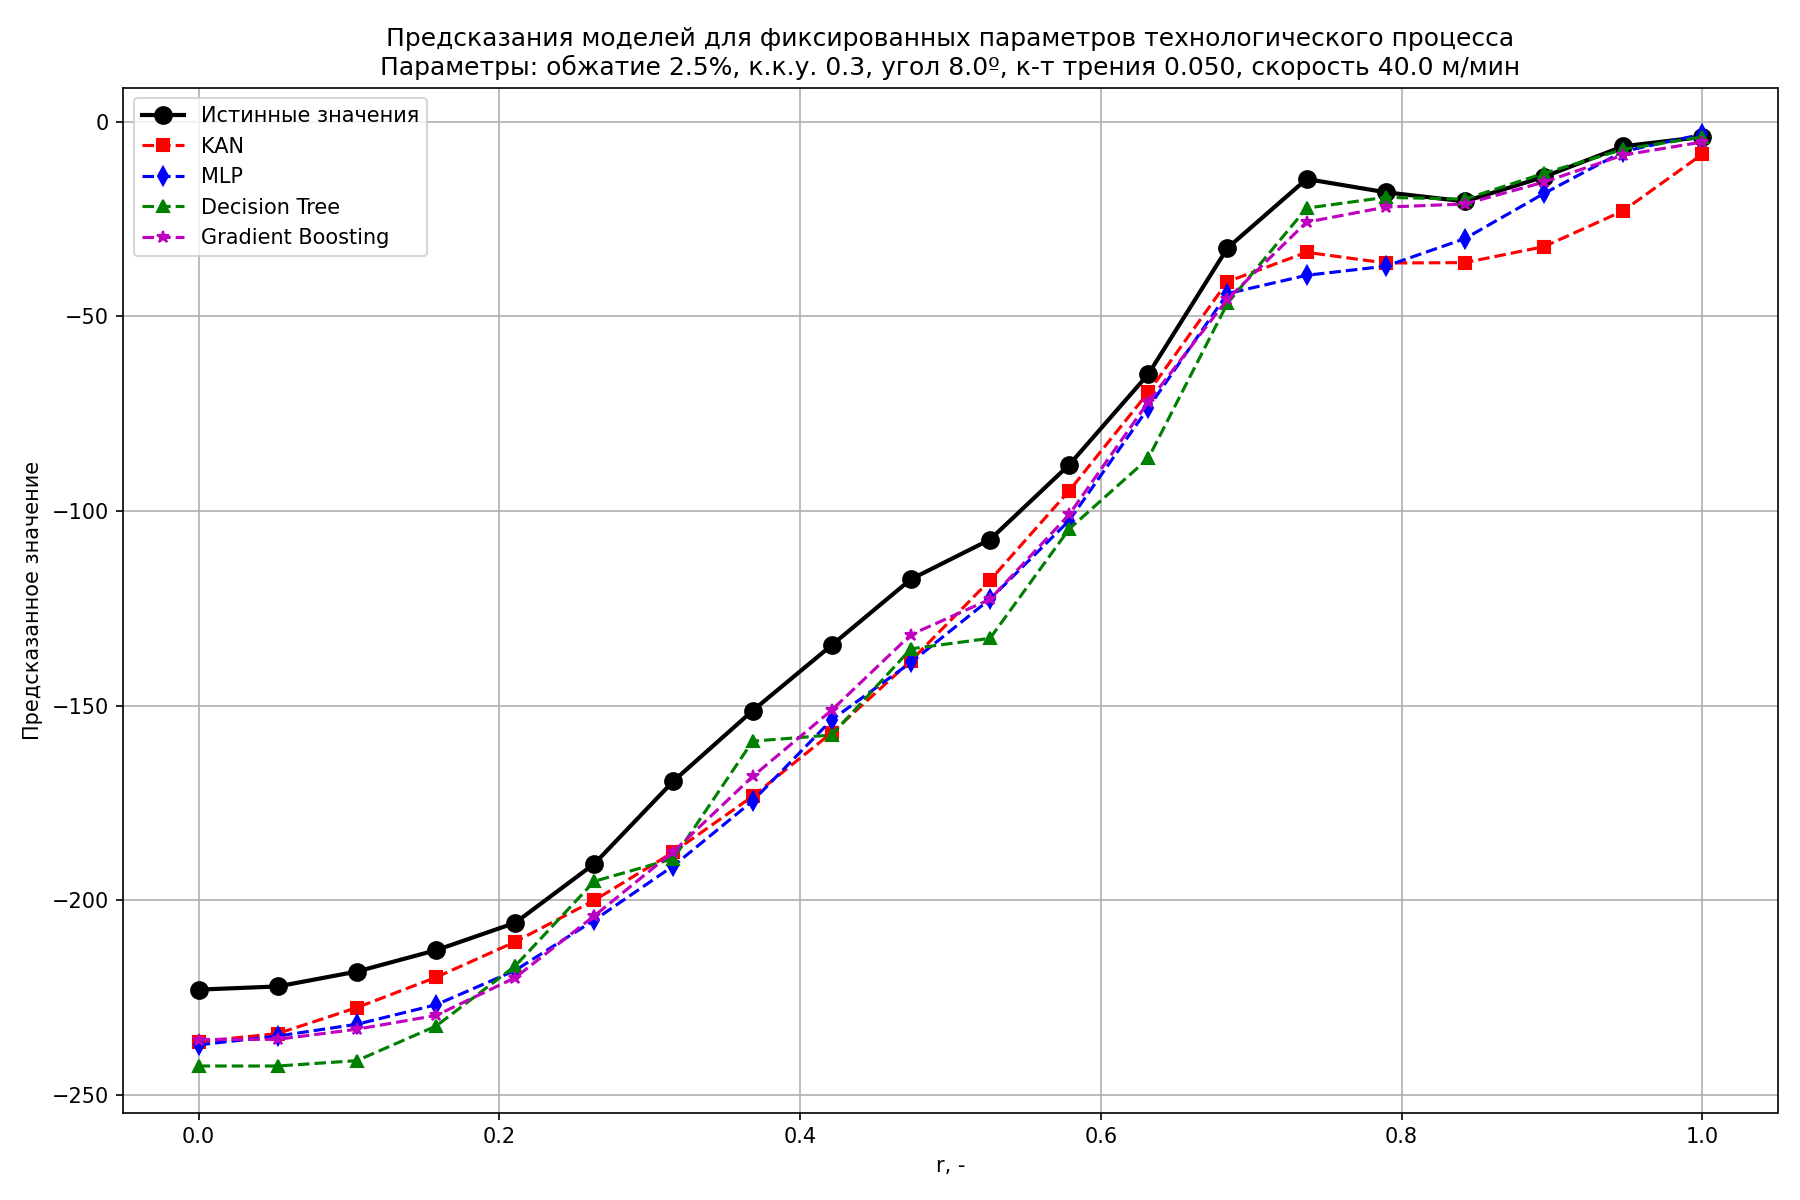 Предсказания моделей для фиксированных параметров технологического процесса
Параметры: обжатие 2.5%, к.к.у. 0.3, угол 8.0º, к-т трения 0.050, скорость 40.0 м/мин
Истинные значения
KAN
MLP
Decision Tree
Gradient Boosting
Предсказанное значение
0
−50
−100
−150
−200
−250
0.0
0.2
0.4
0.6
0.8
1.0
r, -